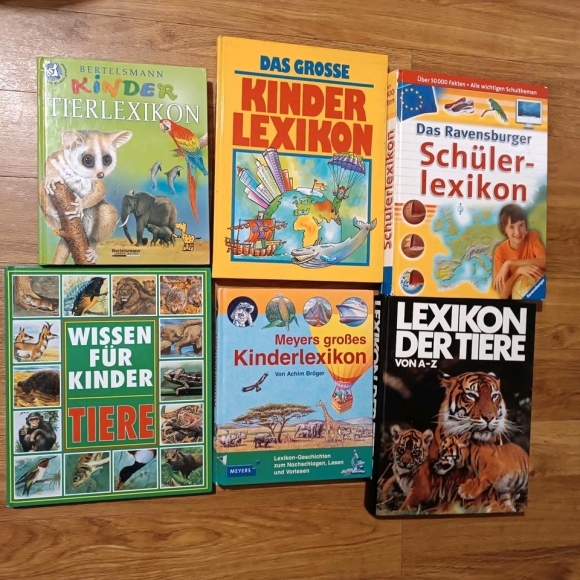 BERTELSMANN
KINDER
TIERLEXIKON
Bertelsmann
DAS GROSSE
KINDER
LEXIKON
Über 50000 Fakten • Alle wichtigen Schulthemen
Das Ravensburger
Schüler-
lexikon
Schülerlexikon
WISSEN
FÜR
KINDER
TIERE
Meyers großes
Kinderlexikon
Von Achim Bröger
Lexikon-Geschichten
zum Nachschlagen, Lesen
und Vorlesen
MEYERS
LEXIKON
DER TIERE
VON A-Z